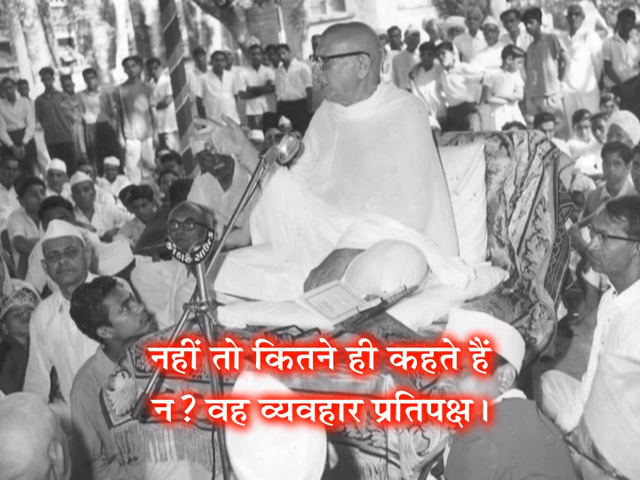 नहीं तो कितने ही कहते हैं
न? वह व्यवहार प्रतिपक्ष।